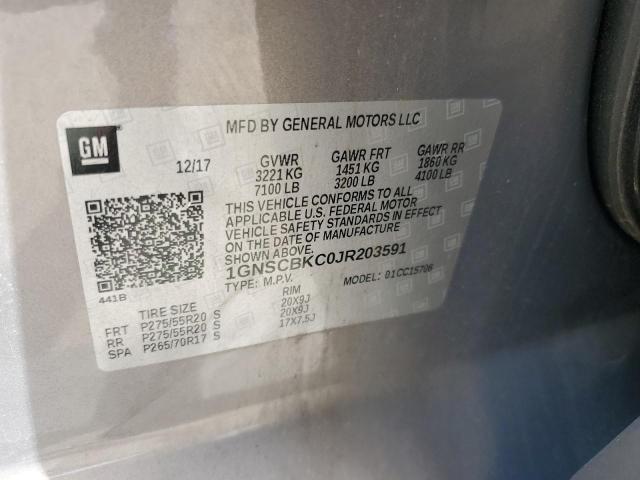 MFD BY GENERAL MOTORS LLC
GM
12/17
GVWR GAWR FRT GAWR RR
3221 KG 1451 KG 1860 KG
7100 LB 3200 LB 4100 LB
THIS VEHICLE CONFORMS TO ALL
APPLICABLE U.S. FEDERAL MOTOR
VEHICLE SAFETY STANDARDS IN EFFECT
ON THE DATE OF MANUFACTURE
SHOWN ABOVE.
1GNSCBKC0JR203591
TYPE: M.P.V. MODEL: 01CC15706
441B
TIRE SIZE RIM
FRT P275/55R20 S 20X9J
RR P275/55R20 S 20X9J
SPA P265/70R17 S 17X7.5J